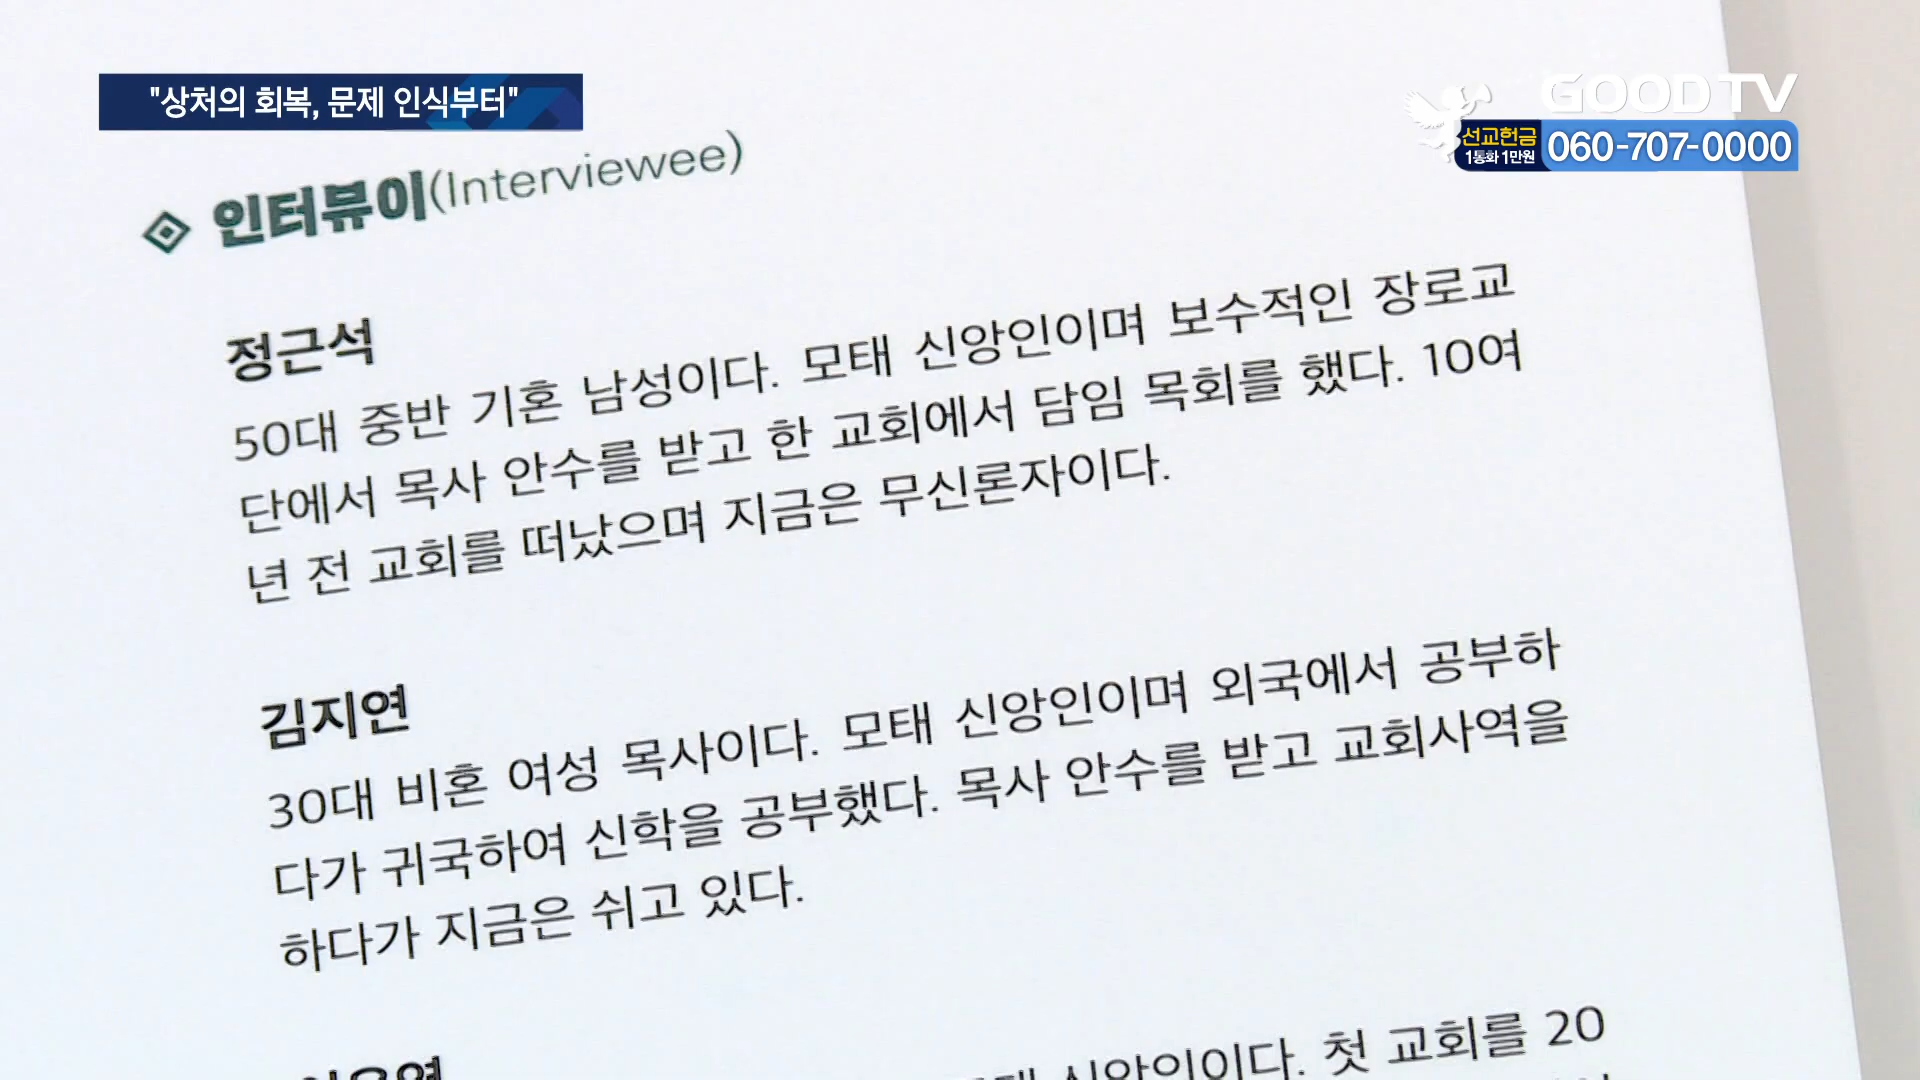 "상처의 회복, 문제 인식부터"
GOODTV
선교헌금
1통화 1만원
060-707-0000
인터뷰이(Interviewee)
정근석
50대 중반 기혼 남성이다. 모태 신앙인이며 보수적인 장로교
단에서 목사 안수를 받고 한 교회에서 담임 목회를 했다. 10여
년 전 교회를 떠났으며 지금은 무신론자이다.
김지연
30대 비혼 여성 목사이다. 모태 신앙인이며 외국에서 공부하
다가 귀국하여 신학을 공부했다. 목사 안수를 받고 교회사역을
하다가 지금은 쉬고 있다.
신앙인이다. 첫 교회를 20